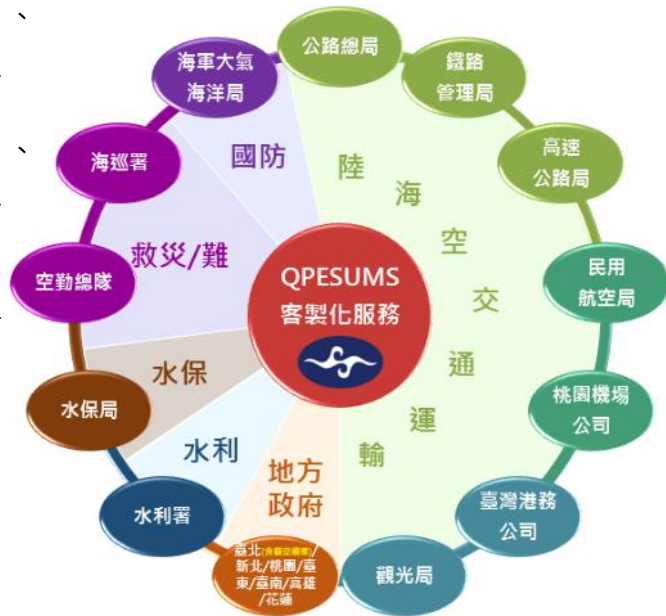 、
、
QPESUMS
客製化服務
公路總局
鐵路
管理局
高速
公路局
民用
航空局
桃園機場
公司
臺灣港務
公司
觀光局
臺北
新北/桃園/臺
東/臺南/高雄
/花蓮
水利署
水保局
空勤總隊
海巡署
海軍大氣
海洋局
國防
救災/難
水保
水利
地方
政府
陸
海
空
交
通
運
輸